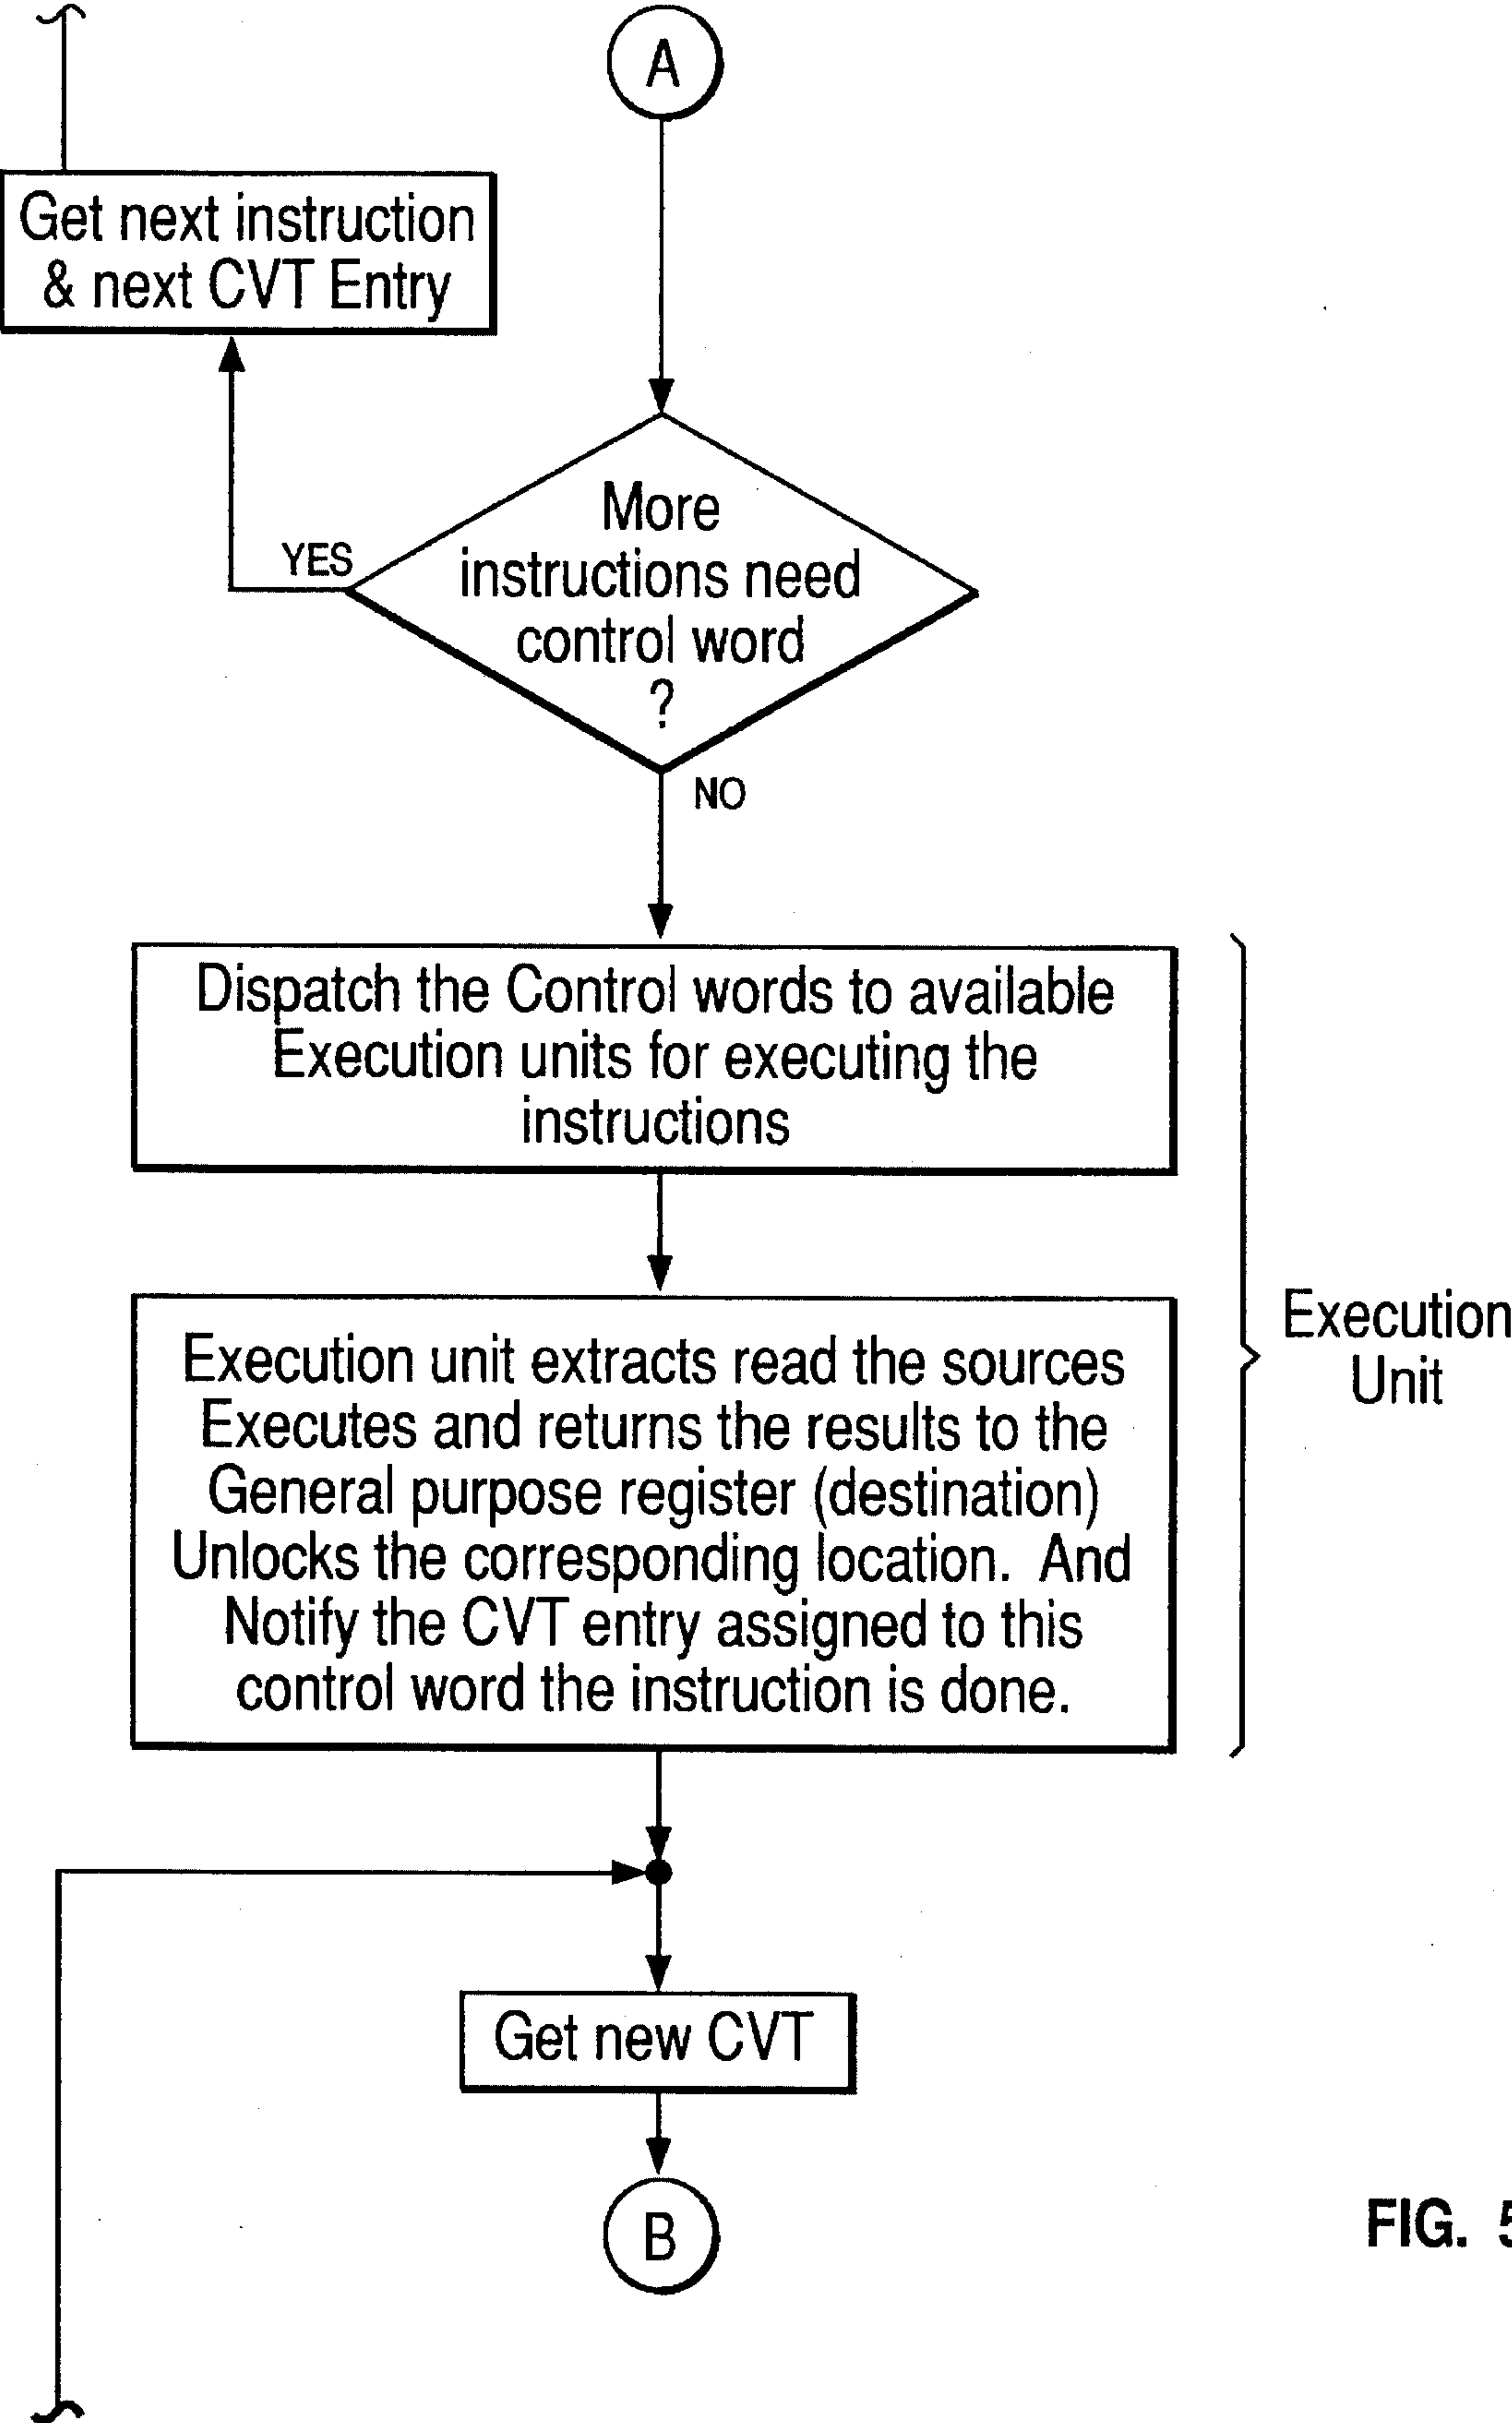 A
Get next instruction
& next CVT Entry
More
instructions need
control word
?
YES
NO
Dispatch the Control words to available
Execution units for executing the
instructions
Execution unit extracts read the sources
Executes and returns the results to the
General purpose register (destination)
Unlocks the corresponding location. And
Notify the CVT entry assigned to this
control word the instruction is done.
Execution
Unit
Get new CVT
B
FIG. 5